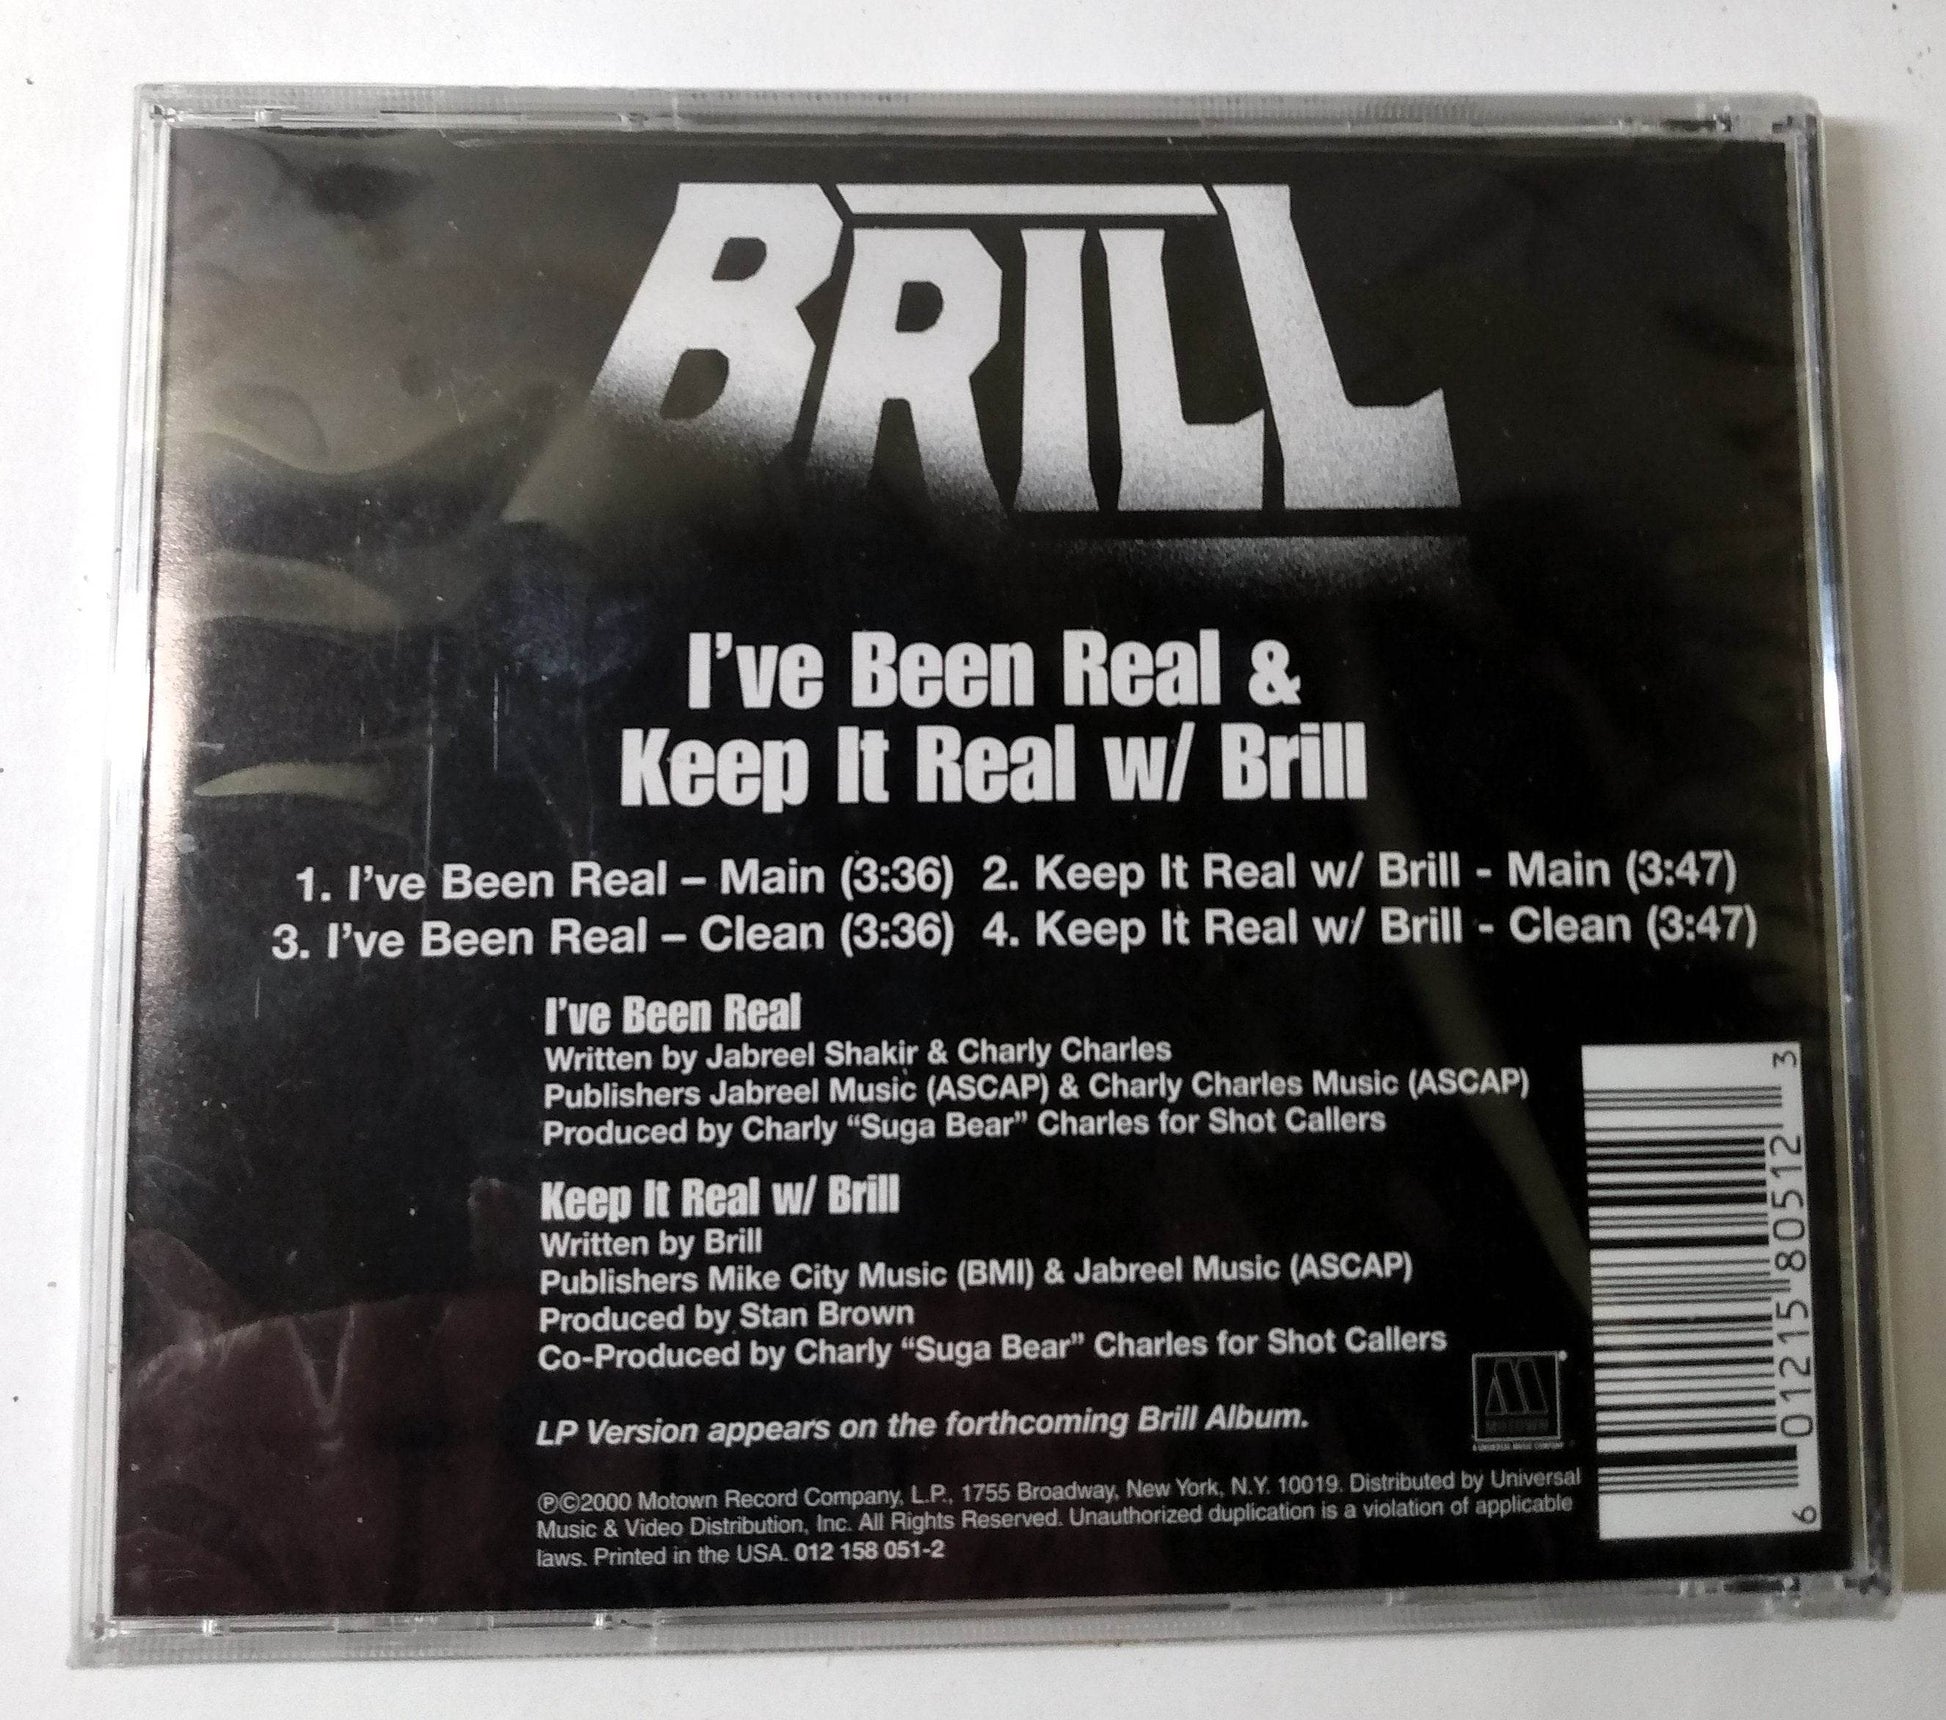 BRILL
I've Been Real &
Keep It Real w/ Brill
1. I've Been Real – Main (3:36) 2. Keep It Real w/ Brill - Main (3:47)
3. I've Been Real – Clean (3:36) 4. Keep It Real w/ Brill - Clean (3:47)
I've Been Real
Written by Jabreel Shakir & Charly Charles
Publishers Jabreel Music (ASCAP) & Charly Charles Music (ASCAP)
Produced by Charly “Suga Bear” Charles for Shot Callers
Keep It Real w/ Brill
Written by Brill
Publishers Mike City Music (BMI) & Jabreel Music (ASCAP)
Produced by Stan Brown
Co-Produced by Charly “Suga Bear” Charles for Shot Callers
LP Version appears on the forthcoming Brill Album.
℗©2000 Motown Record Company, L.P., 1755 Broadway, New York, N.Y. 10019. Distributed by Universal
Music & Video Distribution, Inc. All Rights Reserved. Unauthorized duplication is a violation of applicable
laws. Printed in the USA. 012 158 051-2
M
MOTOWN
A UNIVERSAL MUSIC COMPANY
6 01215 80512 3